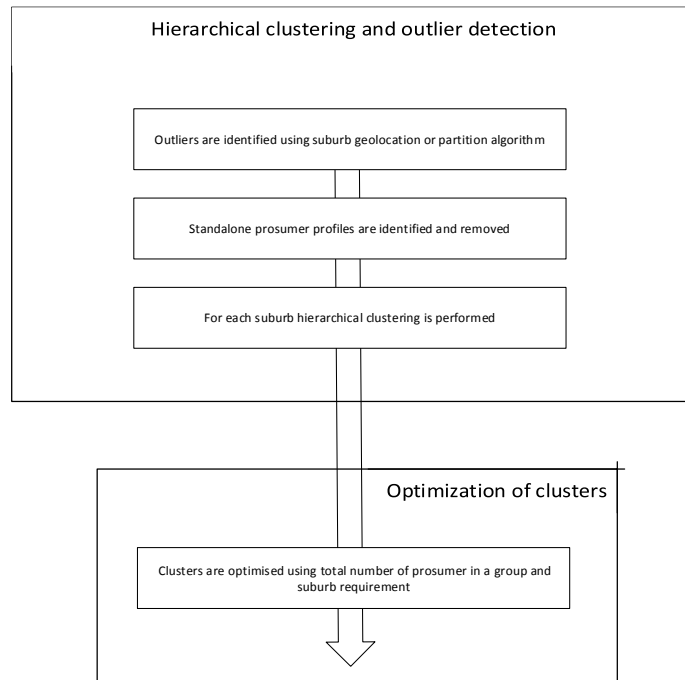 Hierarchical clustering and outlier detection
Outliers are identified using suburb geolocation or partition algorithm
Standalone prosumer profiles are identified and removed
For each suburb hierarchical clustering is performed
Optimization of clusters
Clusters are optimised using total number of prosumer in a group and
suburb requirement